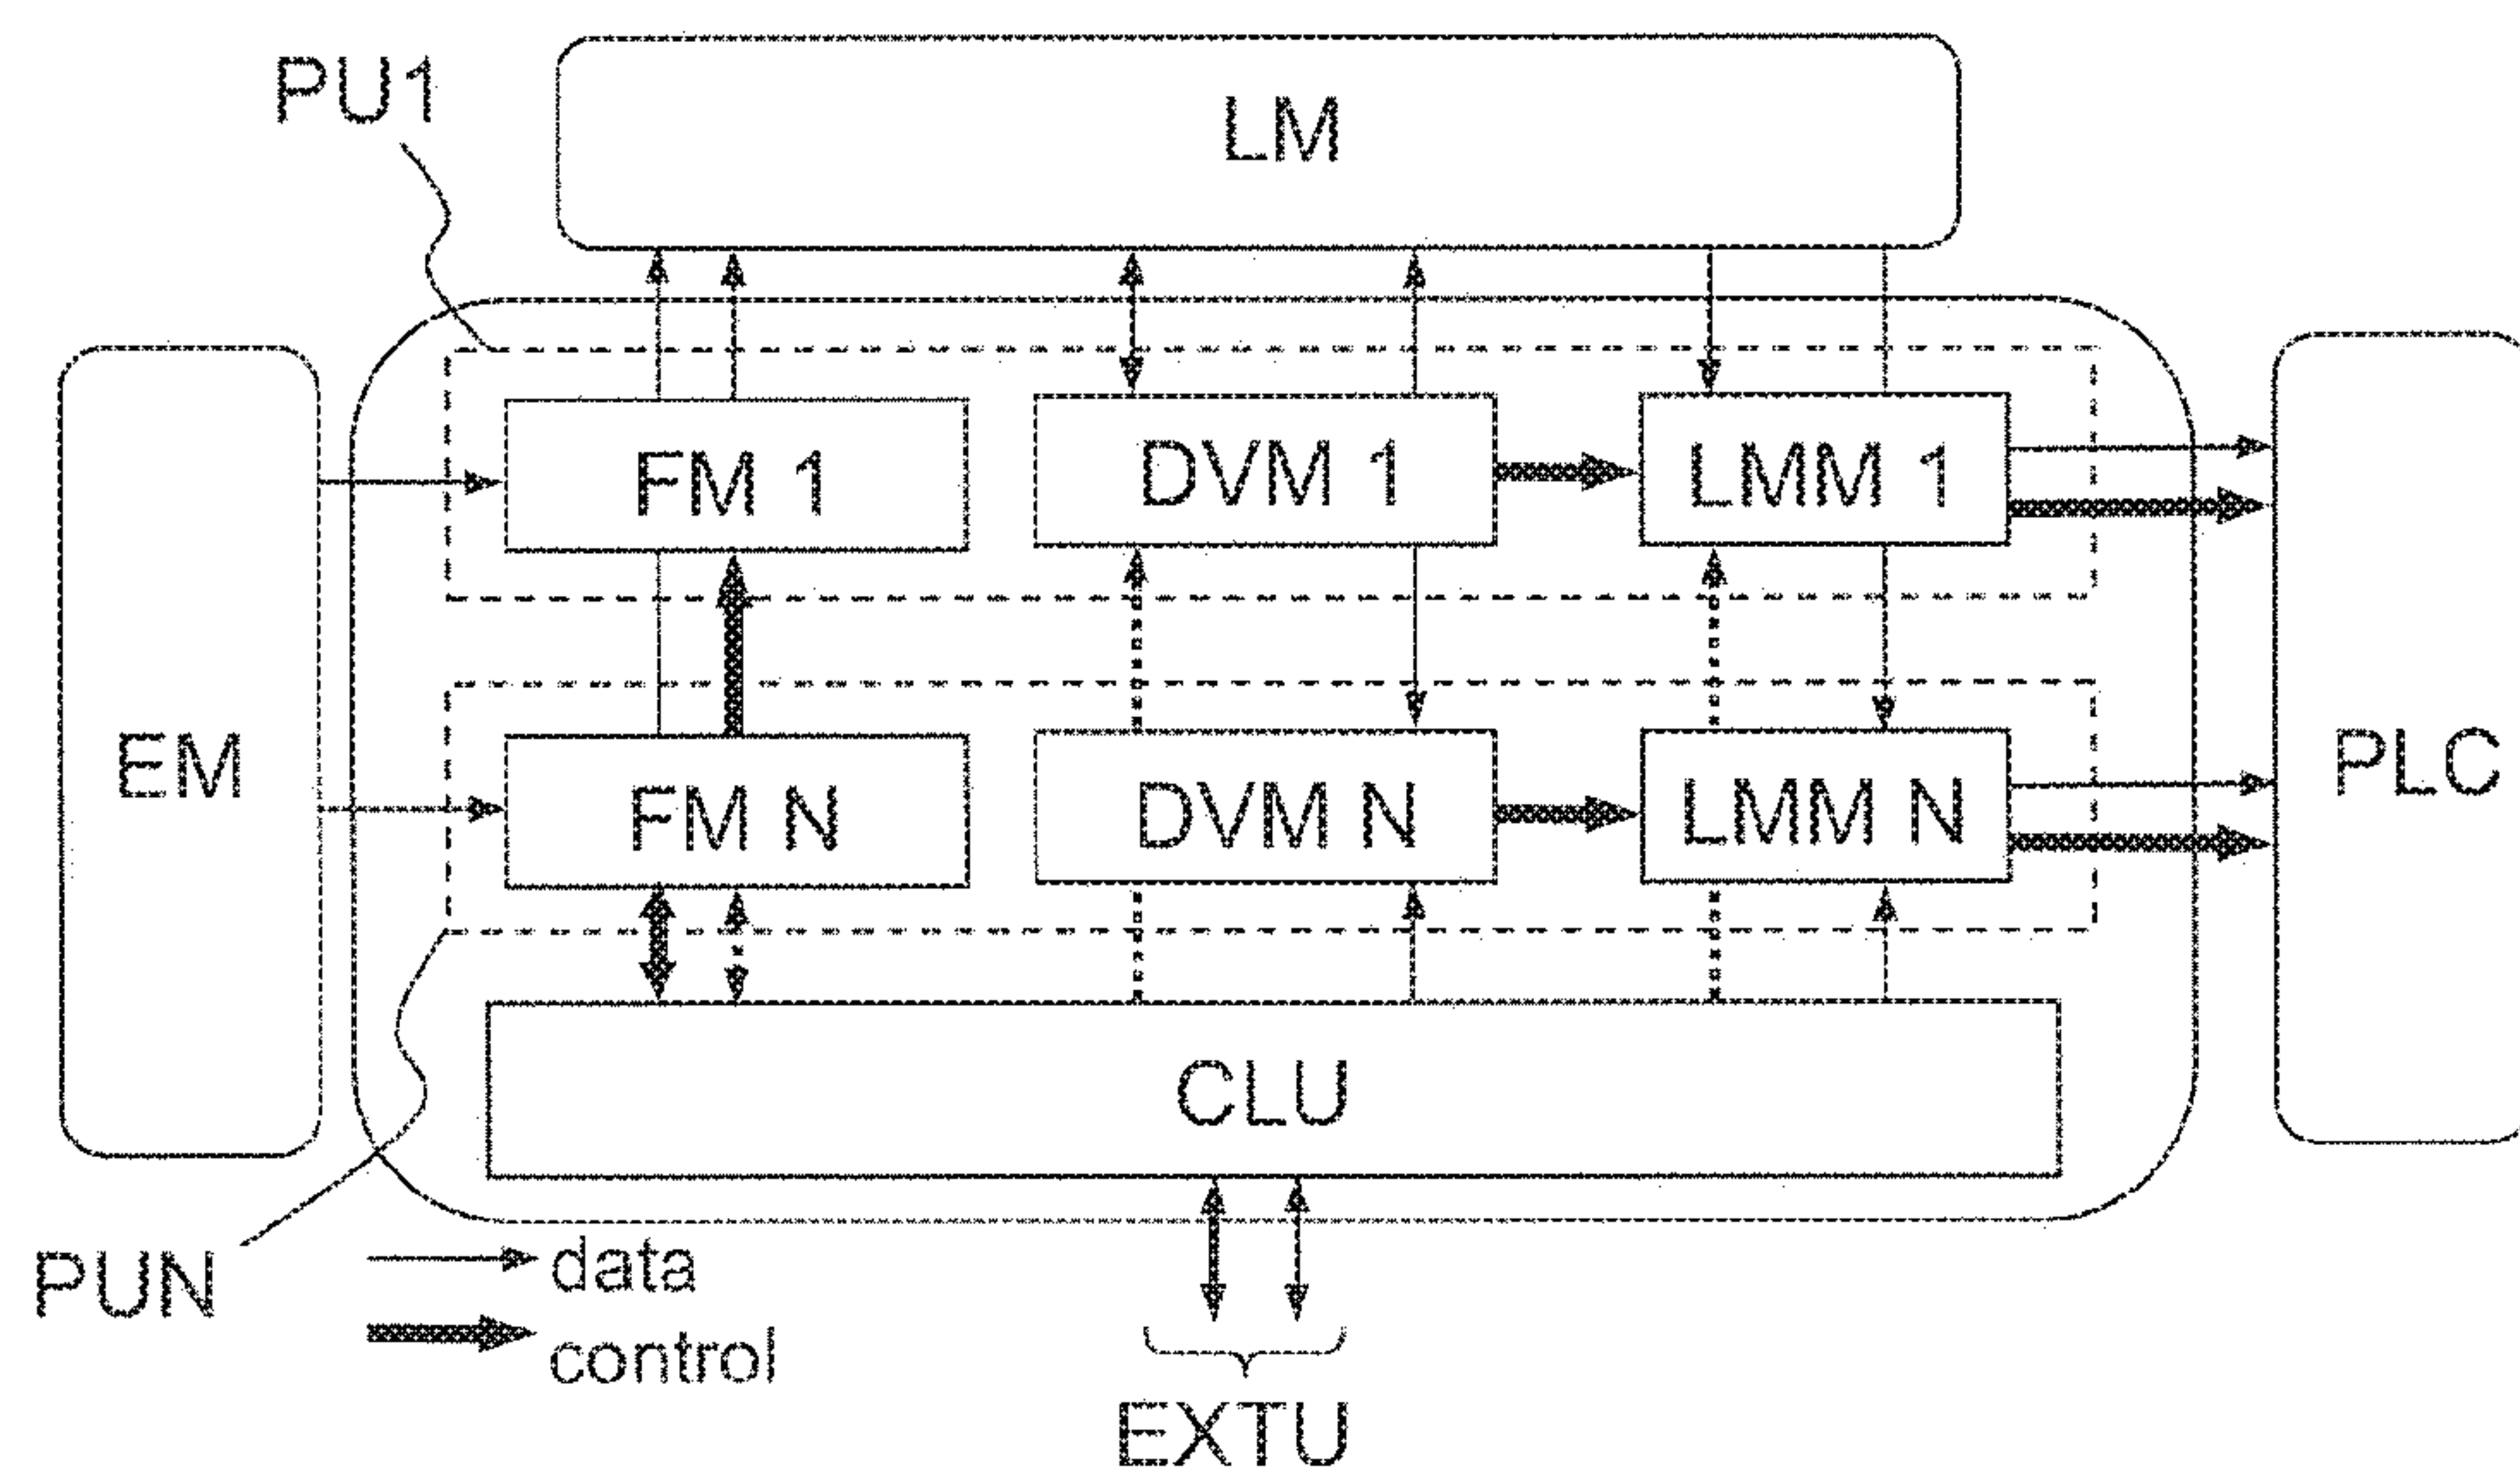 PU1
LM
FM 1
DVM 1
LMM 1
EM
FM N
DVM N
LMM N
PLC
CLU
PUN
data
control
EXTU